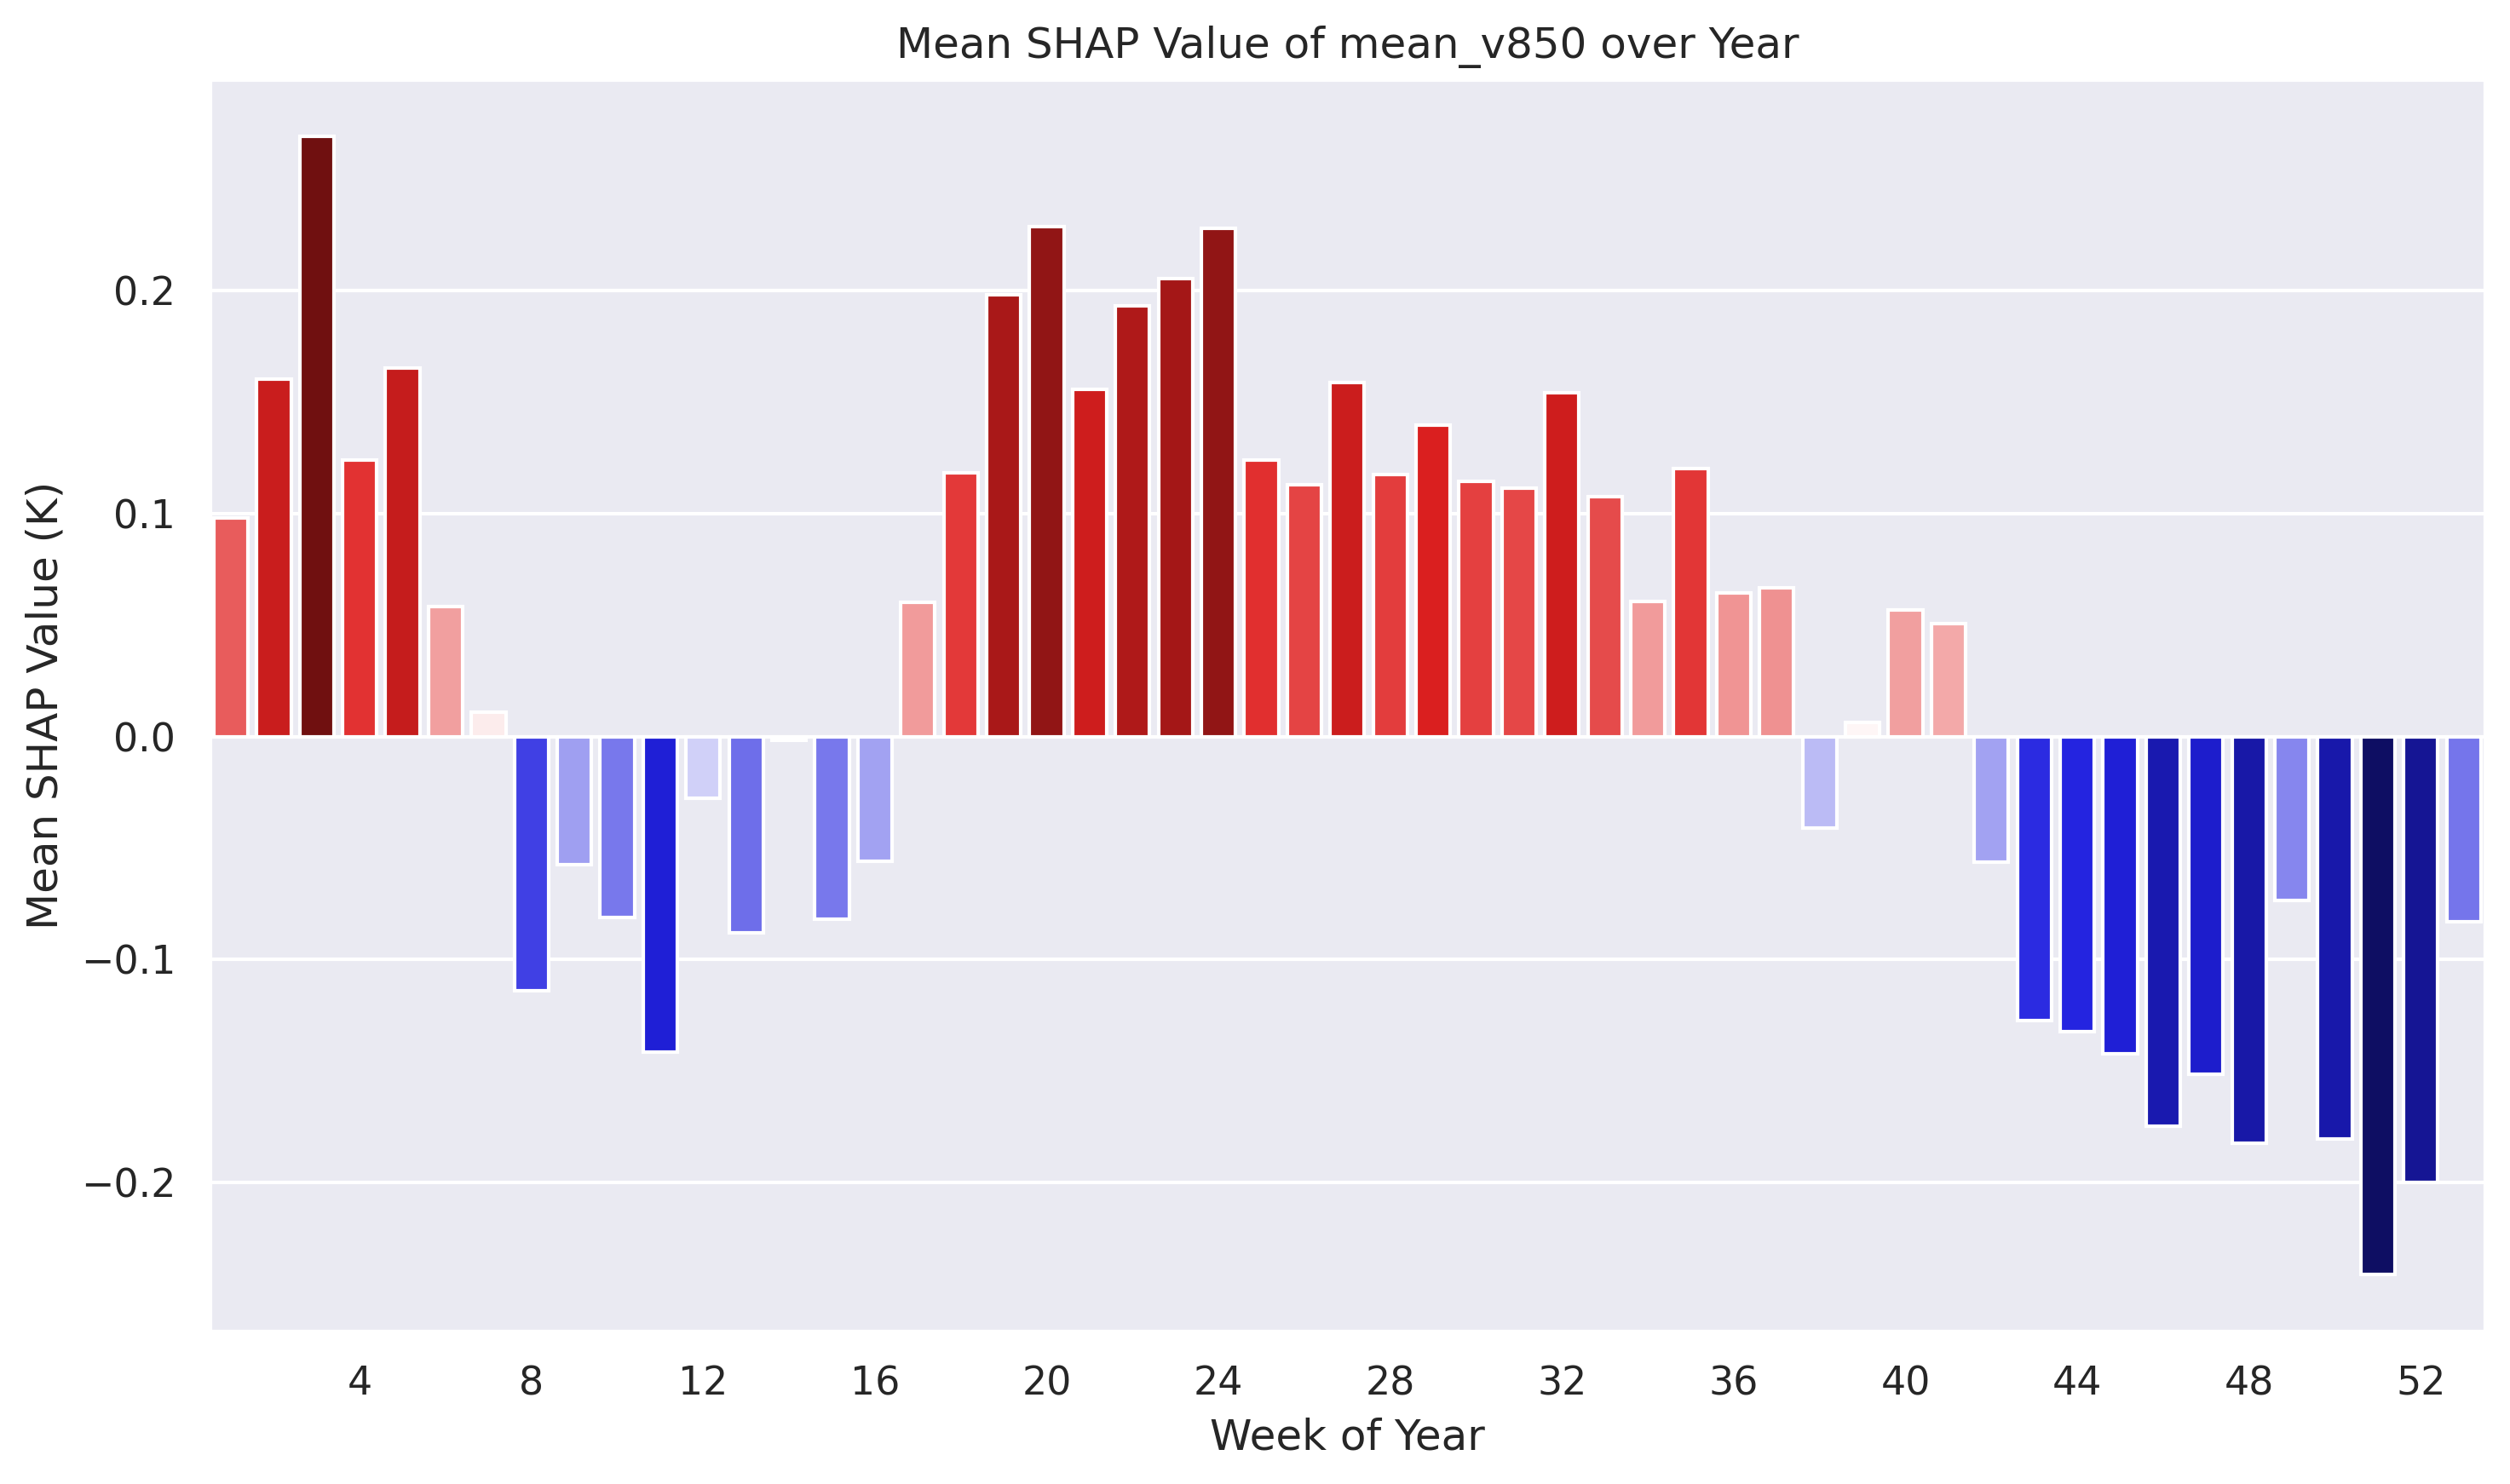 Mean SHAP Value of mean_v850 over Year
Mean SHAP Value (K)
0.2
0.1
0.0
−0.1
−0.2
4 8 12 16 20 24 28 32 36 40 44 48 52
Week of Year